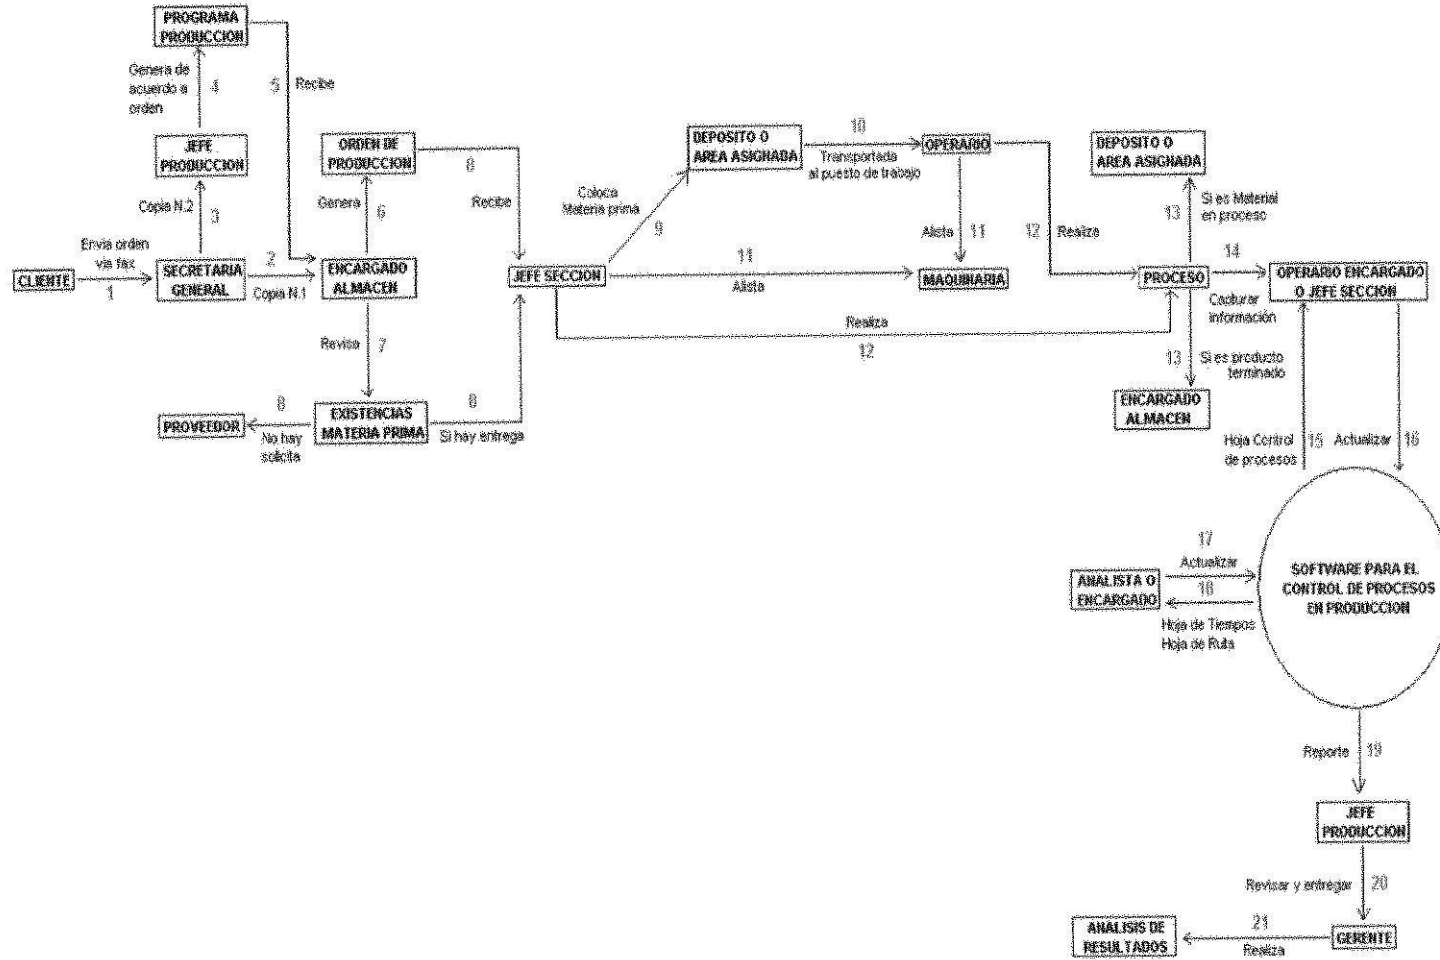 PROGRAMA
PRODUCCION
Genera de
acuerdo a
orden
4
5
Recibe
JEFE
PRODUCCION
Copia N.2
3
Envia orden
via fax
CLIENTE
1
SECRETARIA
GENERAL
2
Copia N.1
ENCARGADO
ALMACEN
ORDEN DE
PRODUCCION
Genera
6
8
Recibe
Revisa
7
PROVEEDOR
8
No hay
solicita
EXISTENCIAS
MATERIA PRIMA
8
Si hay entrega
JEFE SECCION
Coloca
Materia prima
9
DEPOSITO O
AREA ASIGNADA
10
Transportada
al puesto de trabajo
OPERARIO
Alista
11
11
Alista
MAQUINARIA
12
Realiza
Realiza
12
DEPOSITO O
AREA ASIGNADA
13
Si es Material
en proceso
PROCESO
14
Capturar
información
OPERARIO ENCARGADO
O JEFE SECCION
13
Si es producto
terminado
ENCARGADO
ALMACEN
Hoja Control
de procesos
15
Actualizar
16
17
Actualizar
ANALISTA O
ENCARGADO
18
Hoja de Tiempos
Hoja de Ruta
SOFTWARE PARA EL
CONTROL DE PROCESOS
EN PRODUCCION
Reporte
19
JEFE
PRODUCCION
Revisar y entregar
20
GERENTE
21
Realiza
ANALISIS DE
RESULTADOS